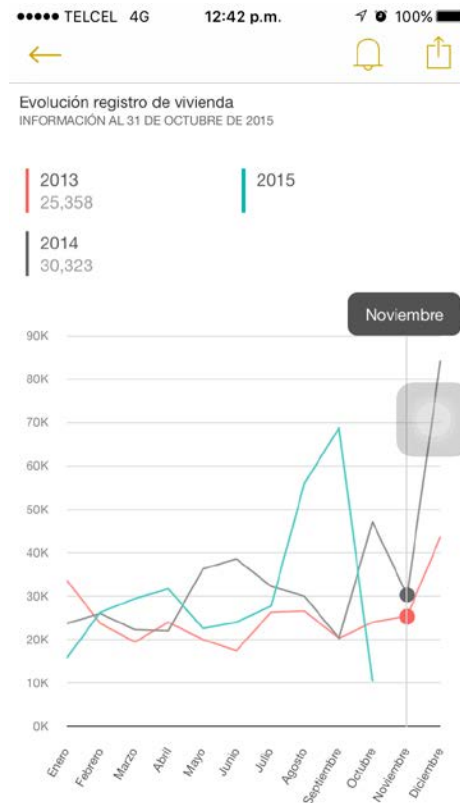 TELCEL 4G 12:42 p.m. 100%
Evolución registro de vivienda
INFORMACIÓN AL 31 DE OCTUBRE DE 2015
2013 2015
25,358
2014
30,323
Noviembre
90K
80K
70K
60K
50K
40K
30K
20K
10K
0K
Enero Febrero Marzo Abril Mayo Junio Julio Agosto Septiembre Octubre Noviembre Diciembre